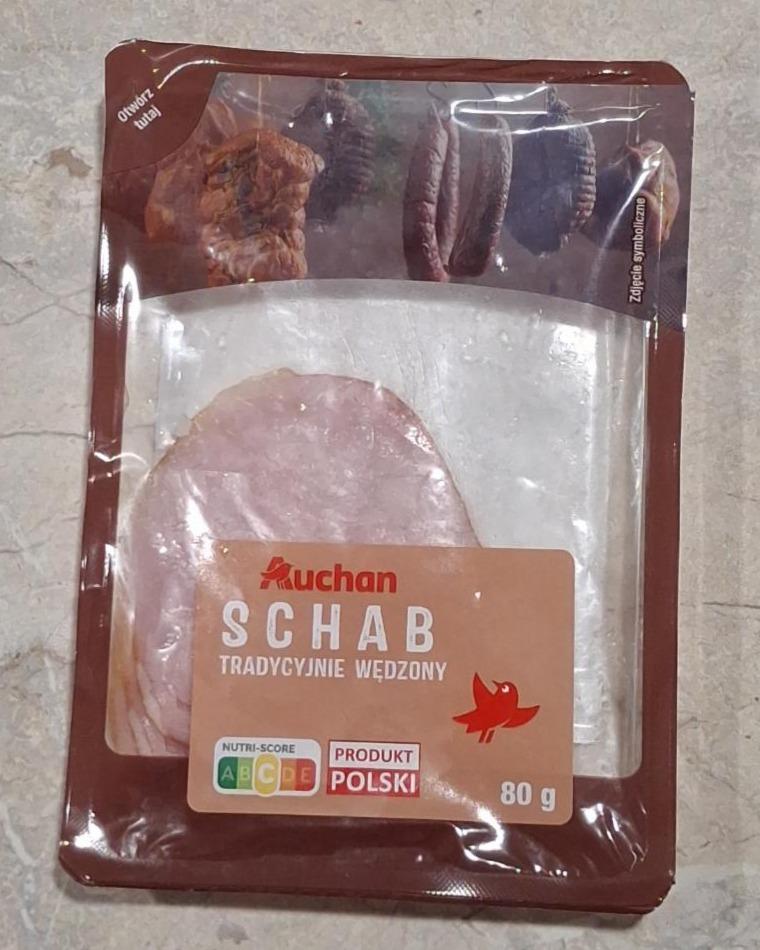 Otwórz
tutaj
Zdjęcie symboliczne
Auchan
SCHAB
TRADYCYJNIE WĘDZONY
NUTRI-SCORE
A B C D E
PRODUKT
POLSKI
80 g